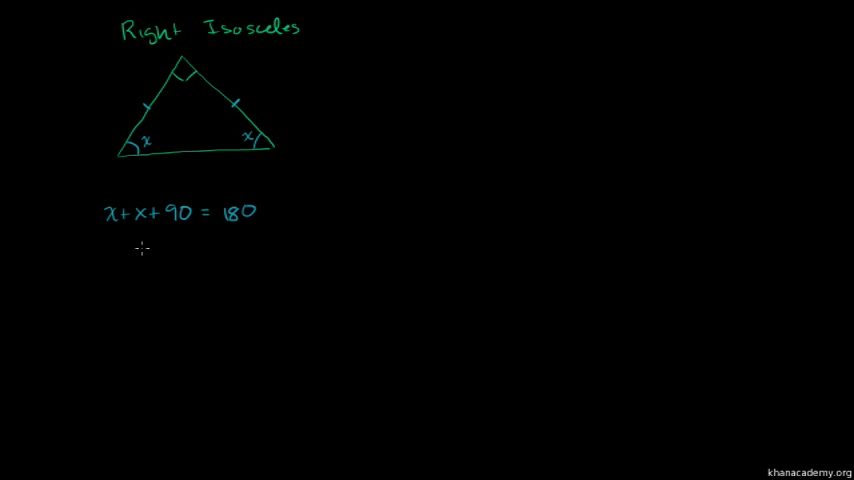 Right Isosceles
x
x
x + x + 90 = 180
khanacademy.org